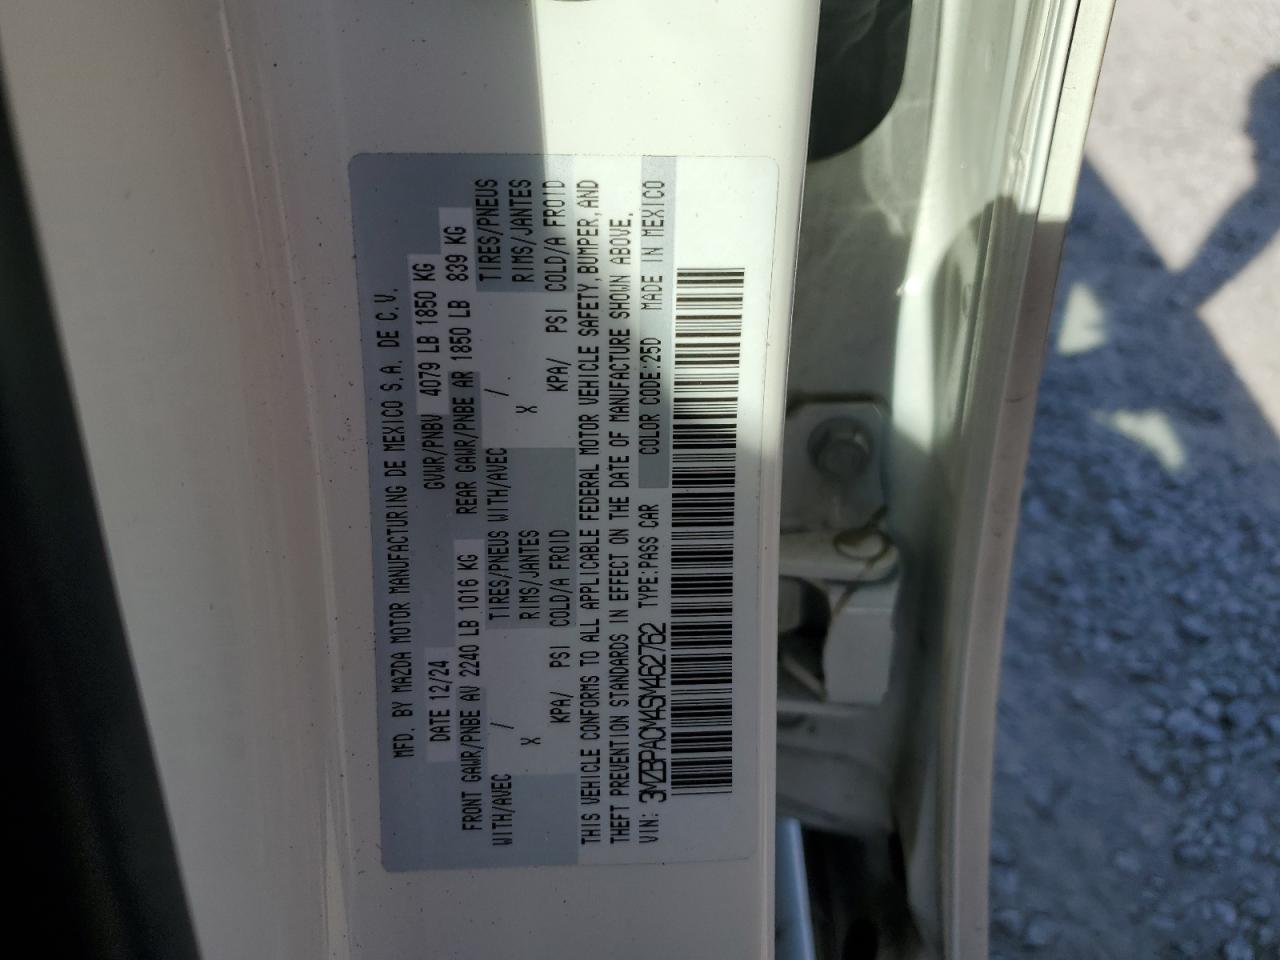 MFD. BY MAZDA MOTOR MANUFACTURING DE MEXICO S.A. DE C.V.
DATE 12/24 GVWR/PNBV 4079 LB 1850 KG
FRONT GAWR/PNBE AV 2240 LB 1016 KG REAR GAWR/PNBE AR 1850 LB 839 KG
WITH/AVEC / TIRES/PNEUS WITH/AVEC / TIRES/PNEUS
X RIMS/JANTES X RIMS/JANTES
KPA/ PSI COLD/A FROID KPA/ PSI COLD/A FROID
THIS VEHICLE CONFORMS TO ALL APPLICABLE FEDERAL MOTOR VEHICLE SAFETY, BUMPER, AND
THEFT PREVENTION STANDARDS IN EFFECT ON THE DATE OF MANUFACTURE SHOWN ABOVE.
VIN: 3MZBPACM4SM462762 TYPE:PASS CAR COLOR CODE:25D MADE IN MEXICO